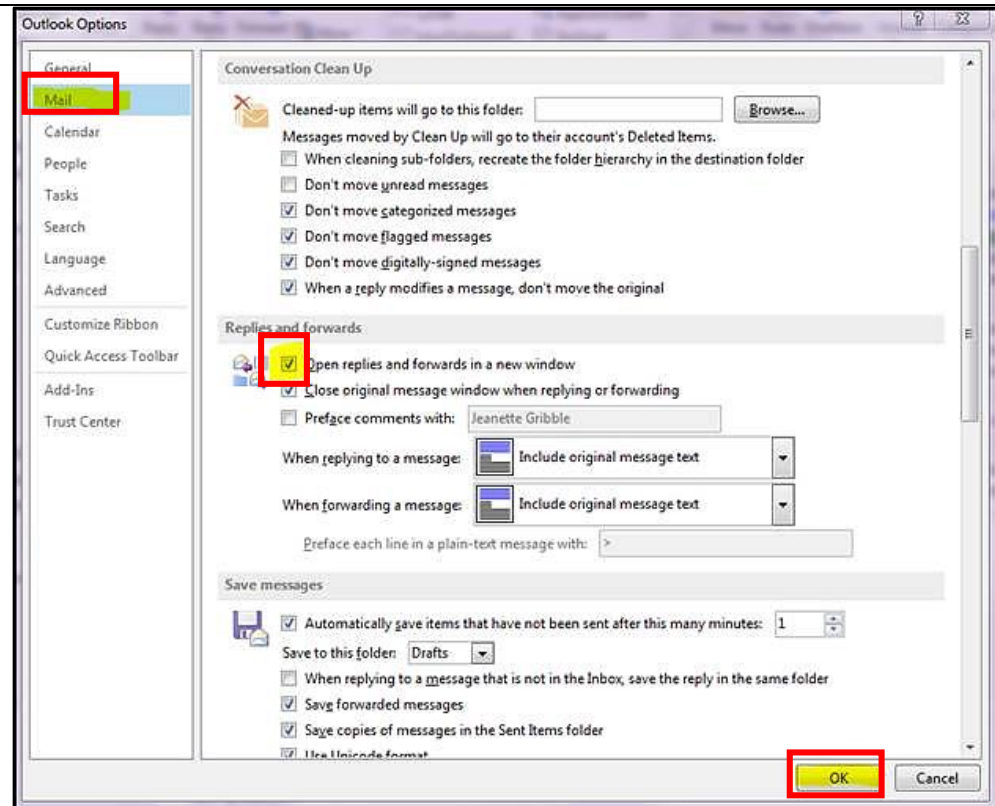 Outlook Options
General
Mail
Calendar
People
Tasks
Search
Language
Advanced
Customize Ribbon
Quick Access Toolbar
Add-Ins
Trust Center
Conversation Clean Up
Cleaned-up items will go to this folder:
Browse...
Messages moved by Clean Up will go to their account's Deleted Items.
When cleaning sub-folders, recreate the folder hierarchy in the destination folder
Don't move unread messages
Don't move categorized messages
Don't move flagged messages
Don't move digitally-signed messages
When a reply modifies a message, don't move the original
Replies and forwards
Open replies and forwards in a new window
Close original message window when replying or forwarding
Preface comments with: Jeanette Gribble
When replying to a message: Include original message text
When forwarding a message: Include original message text
Preface each line in a plain-text message with: >
Save messages
Automatically save items that have not been sent after this many minutes: 1
Save to this folder: Drafts
When replying to a message that is not in the Inbox, save the reply in the same folder
Save forwarded messages
Save copies of messages in the Sent Items folder
Use Unicode format
OK Cancel